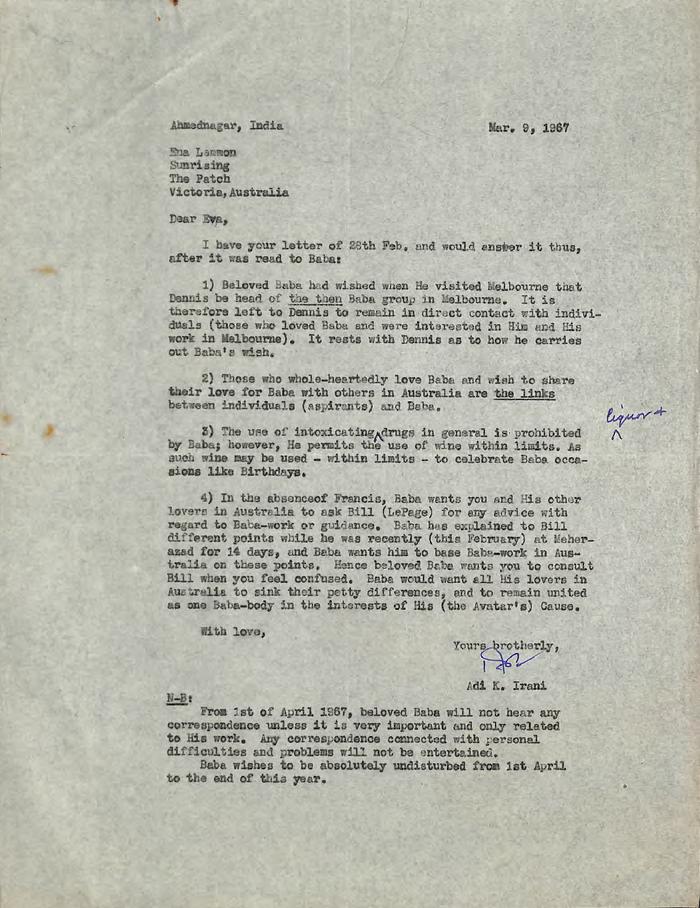 Ahmednagar, India Mar. 9, 1967
Eva Lemmon
Sunrising
The Patch
Victoria,Australia
Dear Eva,
I have your letter of 28th Feb. and would answer it thus,
after it was read to Baba:
1) Beloved Baba had wished when He visited Melbourne that
Dennis be head of the then Baba group in Melbourne. It is
therefore left to Dennis to remain in direct contact with indivi-
duals (those who loved Baba and were interested in Him and His
work in Melbourne). It rests with Dennis as to how he carries
out Baba's wish.
2) Those who whole-heartedly love Baba and wish to share
their love for Baba with others in Australia are the links
between individuals (aspirants) and Baba.
Liquor +
3) The use of intoxicating drugs in general is prohibited
by Baba; however, He permits the use of wine within limits. As
such wine may be used - within limits - to celebrate Baba occa-
sions like Birthdays.
4) In the absenceof Francis, Baba wants you and His other
lovers in Australia to ask Bill (LePage) for any advice with
regard to Baba-work or guidance. Baba has explained to Bill
different points while he was recently (this February) at Meher-
azad for 14 days, and Baba wants him to base Baba-work in Aus-
tralia on these points. Hence beloved Baba wants you to consult
Bill when you feel confused. Baba would want all His lovers in
Australia to sink their petty differences, and to remain united
as one Baba-body in the interests of His (the Avatar's) Cause.
With love,
Yours brotherly,
Adi K. Irani
N-B:
From 1st of April 1967, beloved Baba will not hear any
correspondence unless it is very important and only related
to His work. Any correspondence connected with personal
difficulties and problems will not be entertained.
Baba wishes to be absolutely undisturbed from 1st April
to the end of this year.